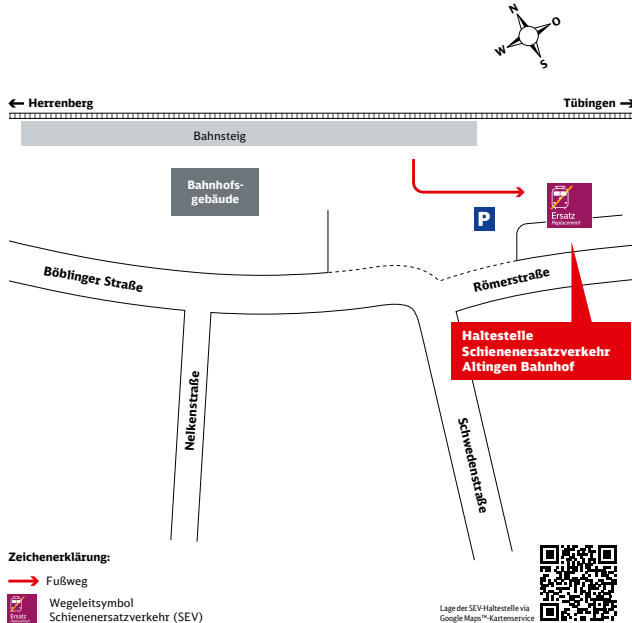 N
O
W
S
← Herrenberg
Tübingen →
Bahnsteig
Bahnhofs-
gebäude
P
Ersatz
Replacement
Böblinger Straße
Römerstraße
Haltestelle
Schienenersatzverkehr
Altingen Bahnhof
Nelkenstraße
Schwedenstraße
Zeichenerklärung:
Fußweg
Ersatz
Replacement
Wegeleitsymbol
Schienenersatzverkehr (SEV)
Lage der SEV-Haltestelle via
Google Maps™-Kartenservice